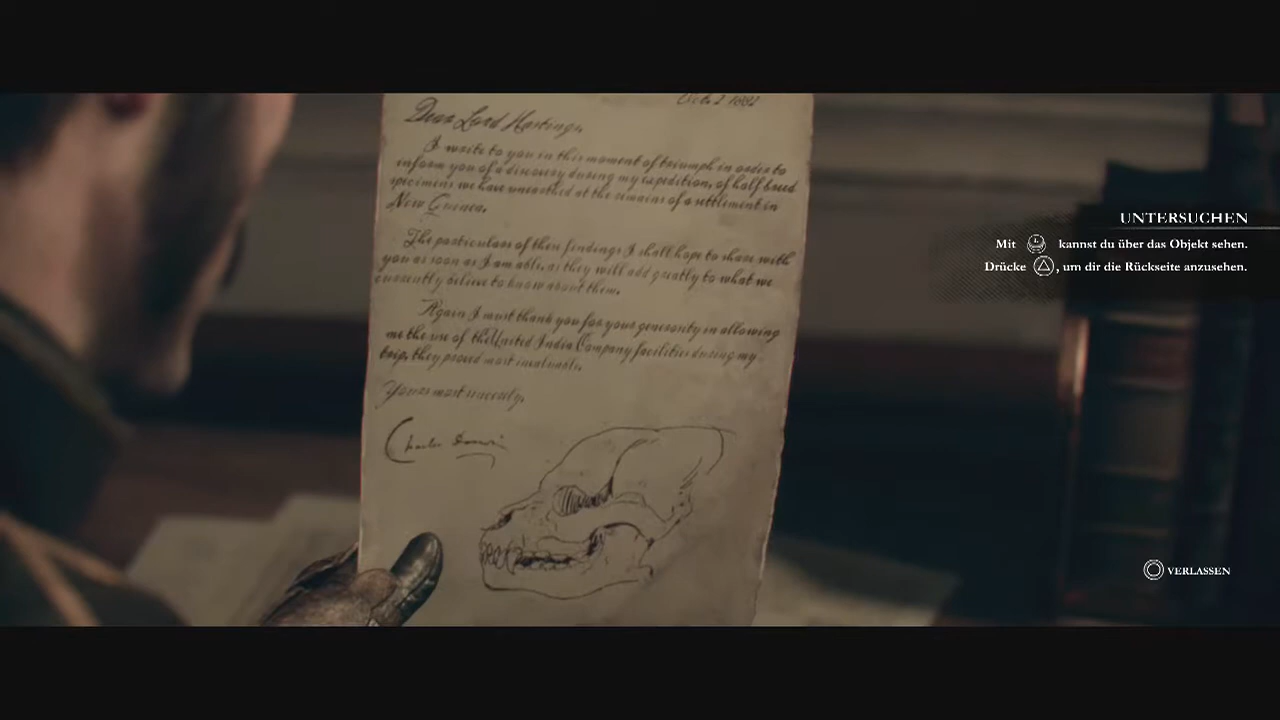 Oct. 2 1881
Dear Lord Hastings,
I write to you in this moment of triumph in order to
inform you of a discovery during my expedition, of half breed
specimens we have unearthed at the remains of a settlement in
New Guinea.
The particulars of these findings I shall hope to share with
you as soon as I am able, as they will add greatly to what we
currently believe to know about them.
Again I must thank you for your generosity in allowing
me the use of the United India Company facilities during my
trip, they proved most invaluable.
Yours most sincerely,
Charles Darwin
UNTERSUCHEN
Mit L kannst du über das Objekt sehen.
Drücke , um dir die Rückseite anzusehen.
VERLASSEN